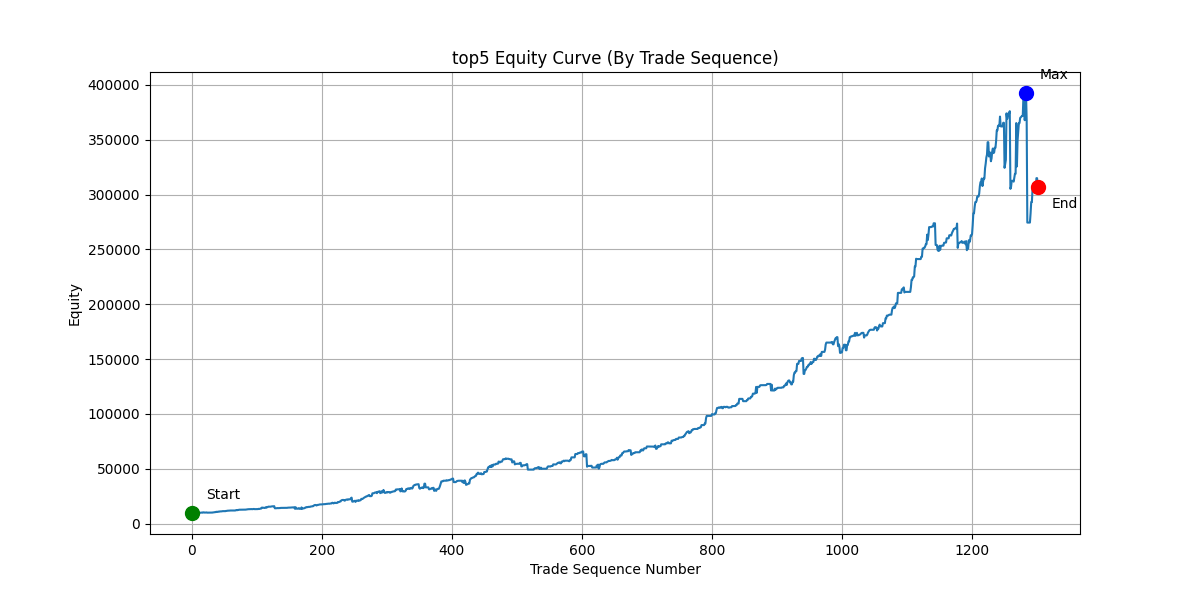 top5 Equity Curve (By Trade Sequence)
Max
400000
350000
300000
End
250000
200000
150000
100000
50000
Start
0
Equity
0 200 400 600 800 1000 1200
Trade Sequence Number